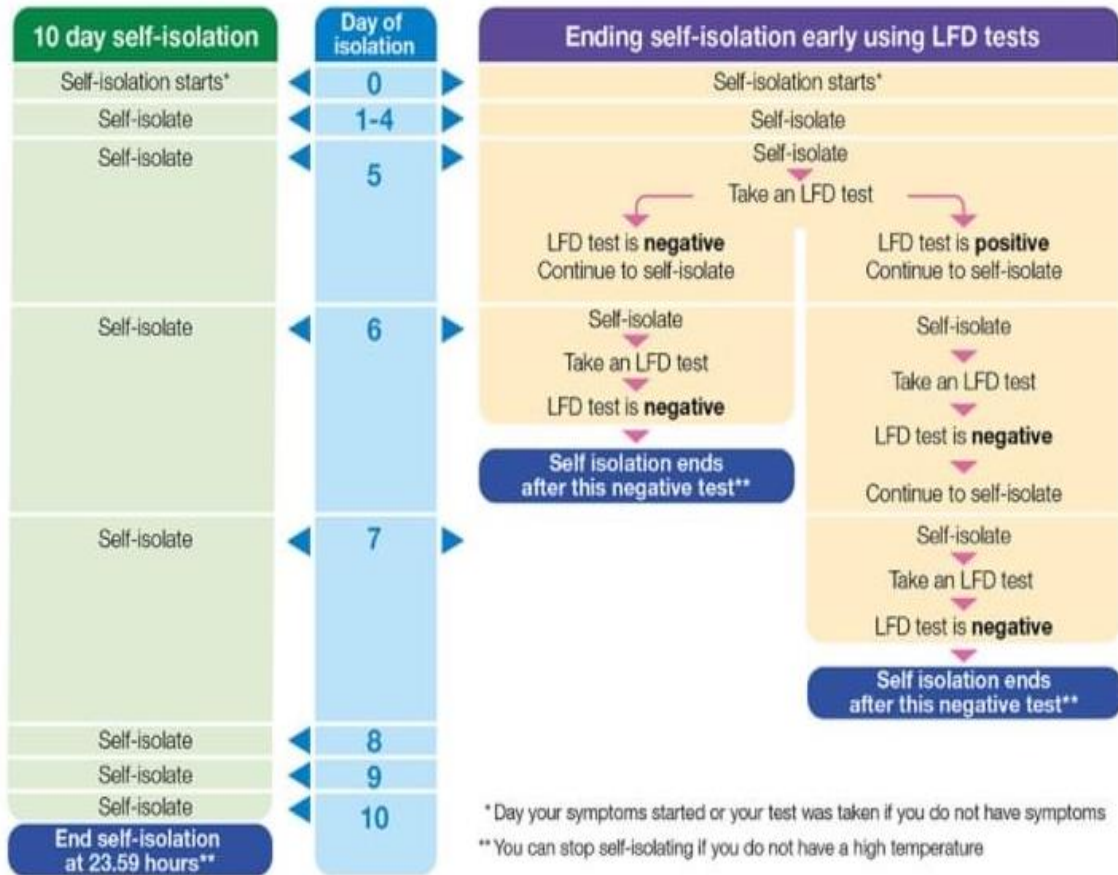 10 day self-isolation
Day of
isolation
Ending self-isolation early using LFD tests
Self-isolation starts*
0
Self-isolation starts*
Self-isolate
1-4
Self-isolate
Self-isolate
5
Self-isolate
Take an LFD test
LFD test is negative
Continue to self-isolate
LFD test is positive
Continue to self-isolate
Self-isolate
6
Self-isolate
Take an LFD test
LFD test is negative
Self isolation ends
after this negative test**
Self-isolate
Take an LFD test
LFD test is negative
Continue to self-isolate
Self-isolate
7
Self-isolate
Take an LFD test
LFD test is negative
Self isolation ends
after this negative test**
Self-isolate
8
Self-isolate
9
Self-isolate
10
End self-isolation
at 23.59 hours**
* Day your symptoms started or your test was taken if you do not have symptoms
** You can stop self-isolating if you do not have a high temperature